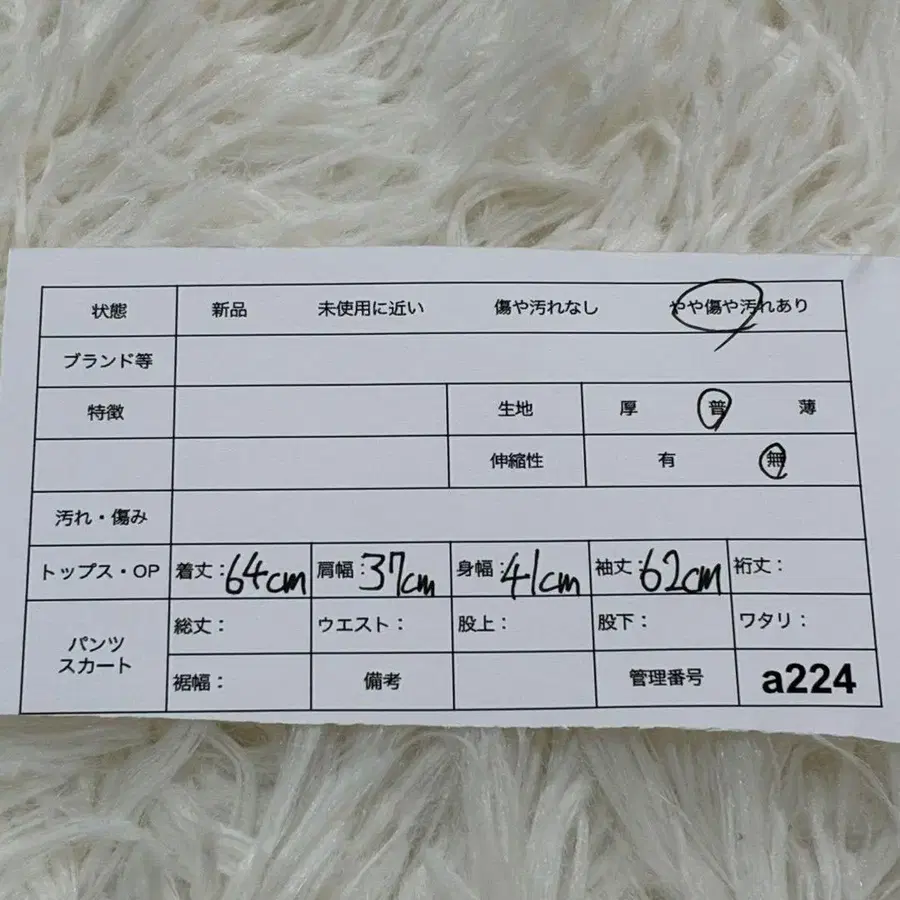 状態 新品 未使用に近い 傷や汚れなし やや傷や汚れあり
ブランド等
特徴 生地 厚 普 薄
伸縮性 有 無
汚れ・傷み
トップス・OP 着丈:64cm 肩幅:37cm 身幅:41cm 袖丈:62cm 裄丈:
パンツ
スカート
総丈: ウエスト: 股上: 股下: ワタリ:
裾幅: 備考 管理番号 a224